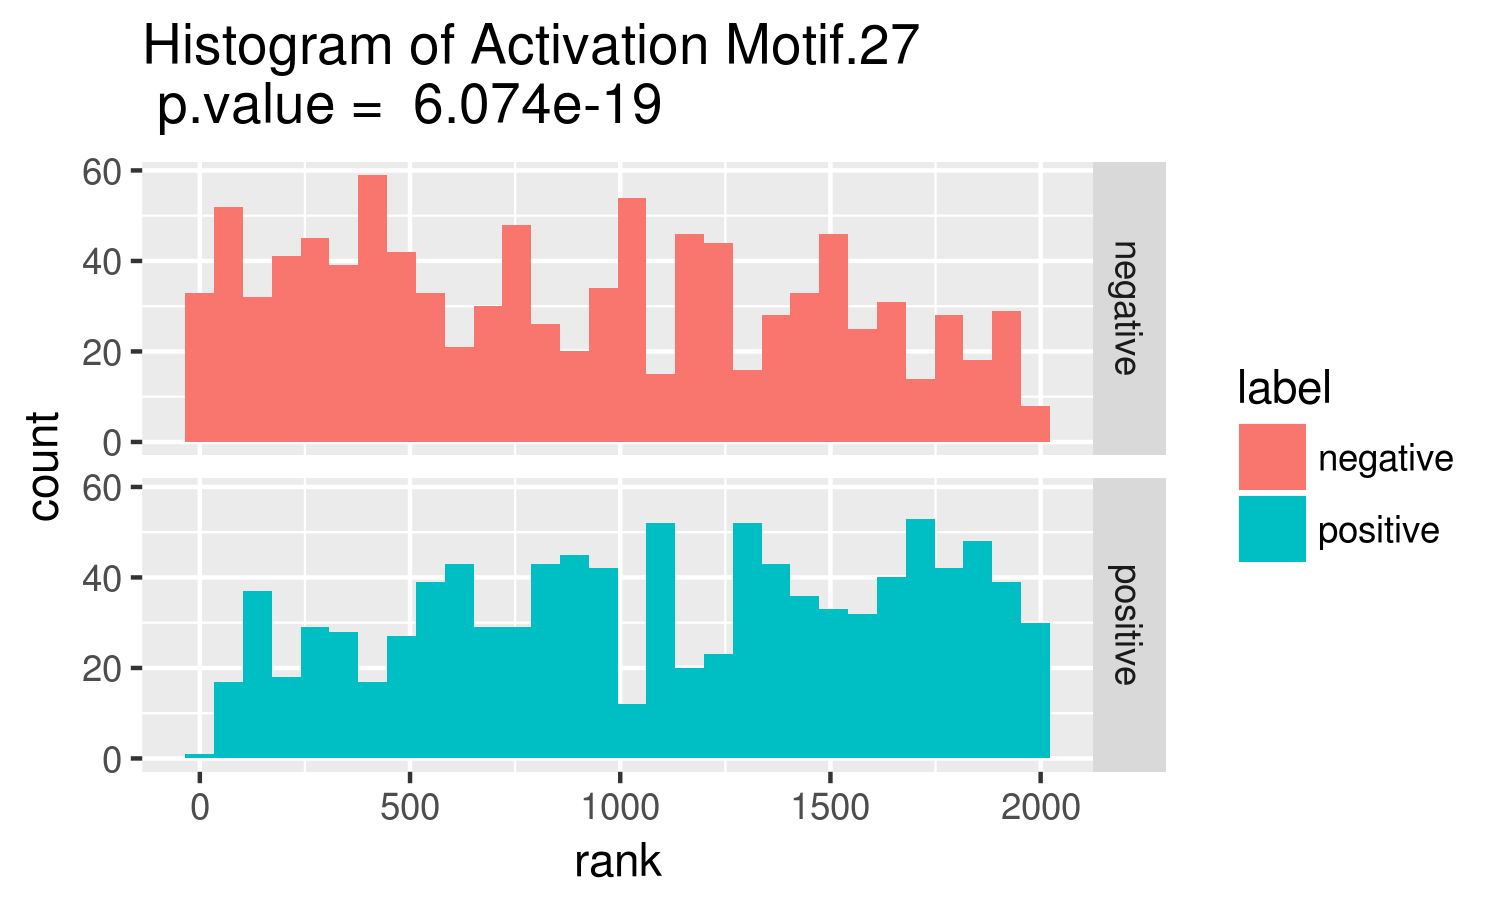 Histogram of Activation Motif.27
p.value =  6.074e-19
60
40
20
0
negative
60
40
20
0
positive
count
0 500 1000 1500 2000
rank
label
negative
positive